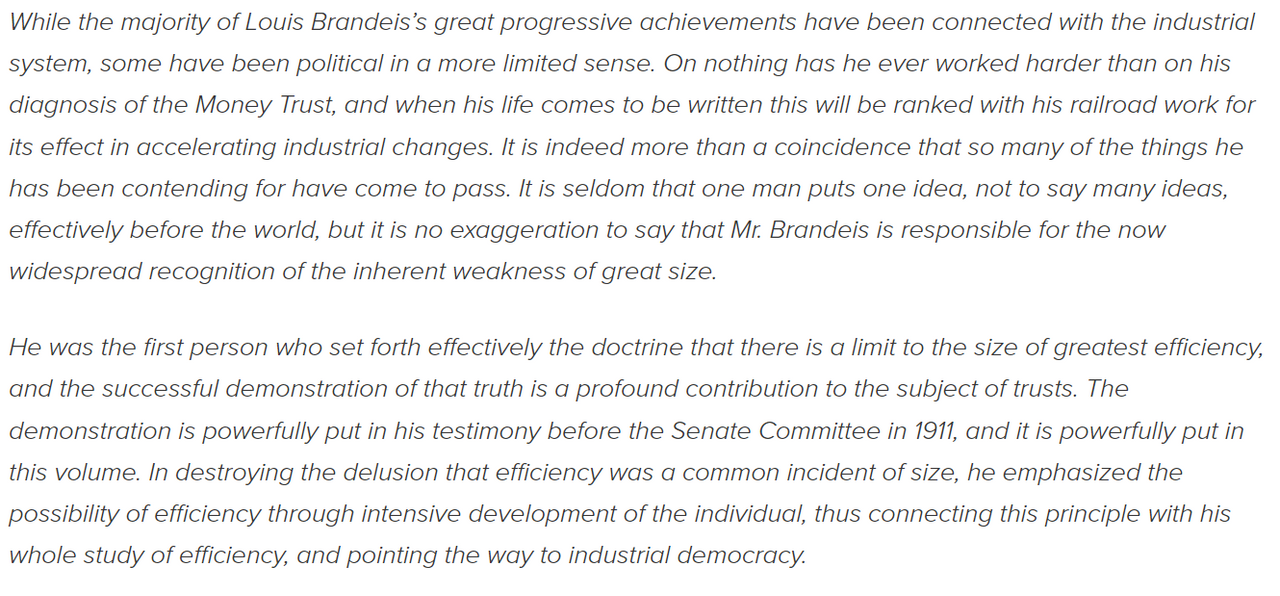 While the majority of Louis Brandeis’s great progressive achievements have been connected with the industrial
system, some have been political in a more limited sense. On nothing has he ever worked harder than on his
diagnosis of the Money Trust, and when his life comes to be written this will be ranked with his railroad work for
its effect in accelerating industrial changes. It is indeed more than a coincidence that so many of the things he
has been contending for have come to pass. It is seldom that one man puts one idea, not to say many ideas,
effectively before the world, but it is no exaggeration to say that Mr. Brandeis is responsible for the now
widespread recognition of the inherent weakness of great size.
He was the first person who set forth effectively the doctrine that there is a limit to the size of greatest efficiency,
and the successful demonstration of that truth is a profound contribution to the subject of trusts. The
demonstration is powerfully put in his testimony before the Senate Committee in 1911, and it is powerfully put in
this volume. In destroying the delusion that efficiency was a common incident of size, he emphasized the
possibility of efficiency through intensive development of the individual, thus connecting this principle with his
whole study of efficiency, and pointing the way to industrial democracy.